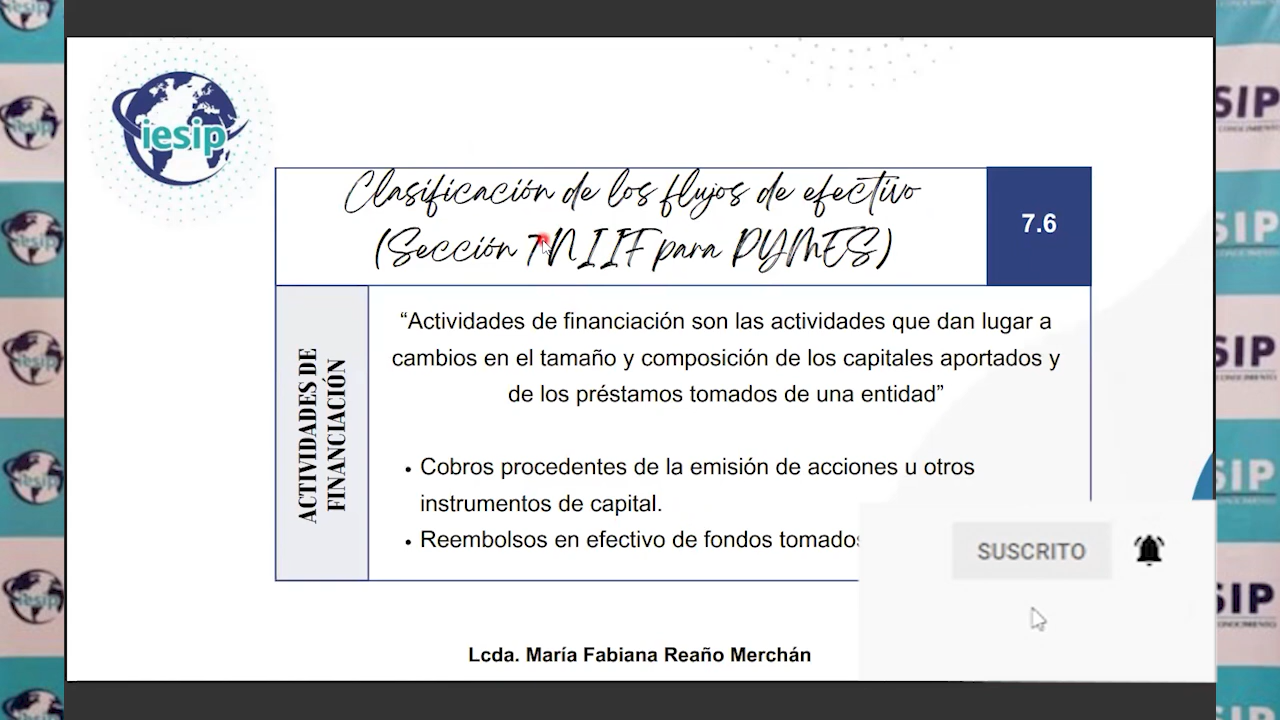 iesip
Clasificación de los flujos de efectivo
(Sección 7 NIIF para PYMES)
7.6
ACTIVIDADES DE
FINANCIACIÓN
“Actividades de financiación son las actividades que dan lugar a
cambios en el tamaño y composición de los capitales aportados y
de los préstamos tomados de una entidad”
• Cobros procedentes de la emisión de acciones u otros
instrumentos de capital.
• Reembolsos en efectivo de fondos tomados
SUSCRITO
Lcda. María Fabiana Reaño Merchán